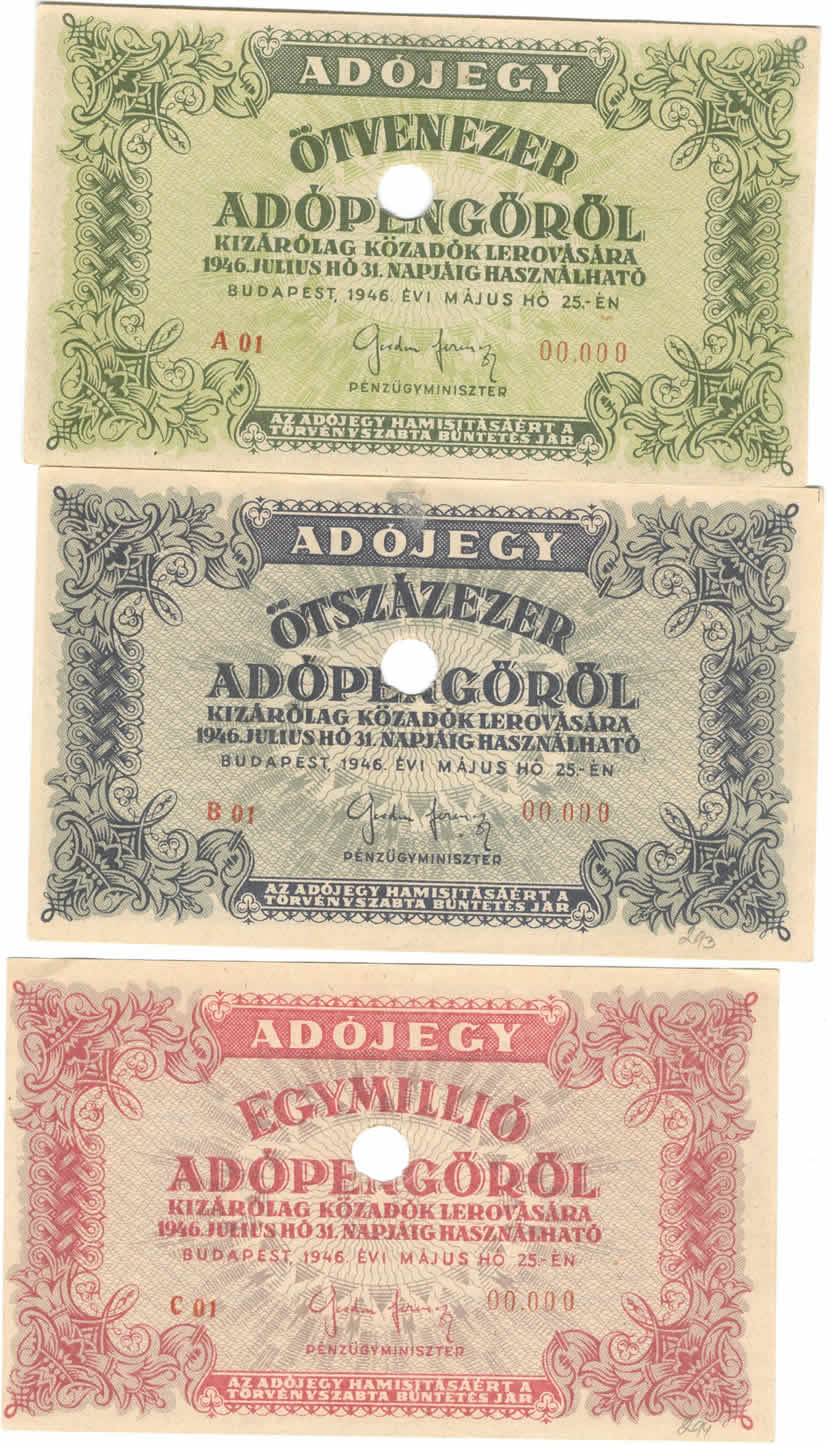 ADÓJEGY
ÖTVENEZER
ADÓPENGŐRŐL
KIZÁRÓLAG KÖZADÓK LEROVÁSÁRA
1946. JULIUS HÓ 31. NAPJÁIG HASZNÁLHATÓ
BUDAPEST, 1946. ÉVI MÁJUS HÓ 25.-ÉN
A 01
00.000
PÉNZÜGYMINISZTER
AZ ADÓJEGY HAMISITÁSÁÉRT A
TÖRVÉNYSZABTA BÜNTETÉS JÁR
ADÓJEGY
ÖTSZÁZEZER
ADÓPENGŐRŐL
KIZÁRÓLAG KÖZADÓK LEROVÁSÁRA
1946. JULIUS HÓ 31. NAPJÁIG HASZNÁLHATÓ
BUDAPEST, 1946. ÉVI MÁJUS HÓ 25.-ÉN
B 01
00.000
PÉNZÜGYMINISZTER
AZ ADÓJEGY HAMISITÁSÁÉRT A
TÖRVÉNYSZABTA BÜNTETÉS JÁR
293
ADÓJEGY
EGYMILLIÓ
ADÓPENGŐRŐL
KIZÁRÓLAG KÖZADÓK LEROVÁSÁRA
1946. JULIUS HÓ 31. NAPJÁIG HASZNÁLHATÓ
BUDAPEST, 1946. ÉVI MÁJUS HÓ 25.-ÉN
C 01
00.000
PÉNZÜGYMINISZTER
AZ ADÓJEGY HAMISITÁSÁÉRT A
TÖRVÉNYSZABTA BÜNTETÉS JÁR
294